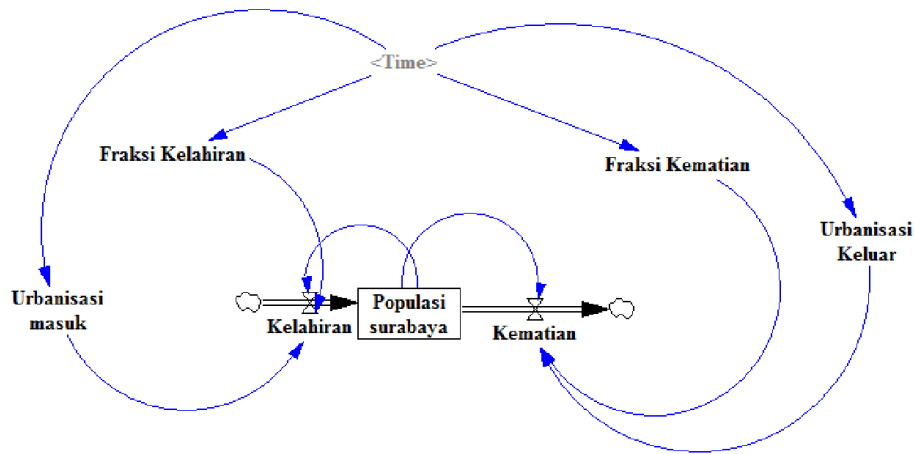 <Time>
Fraksi Kelahiran
Fraksi Kematian
Urbanisasi
Keluar
Urbanisasi
masuk
Kelahiran
Populasi
surabaya
Kematian